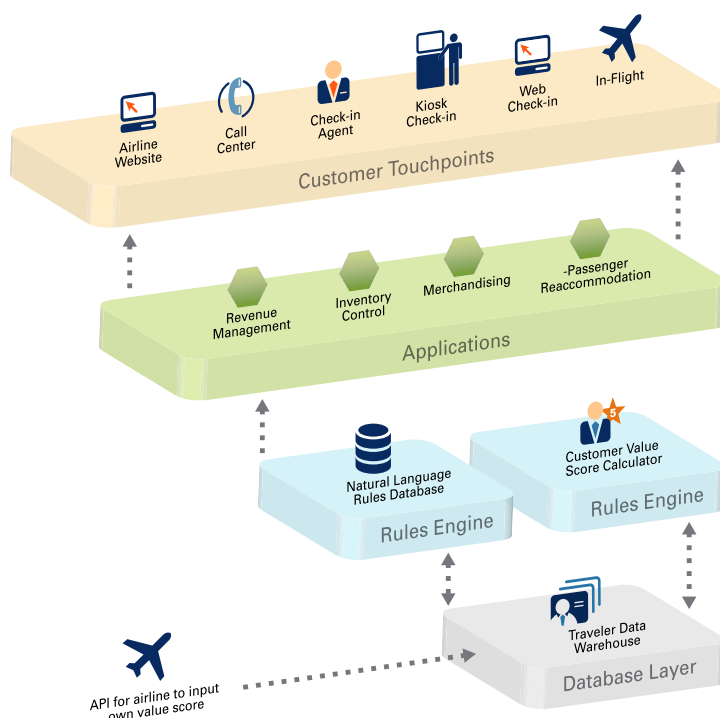 Airline
Website
Call
Center
Check-in
Agent
Kiosk
Check-in
Web
Check-in
In-Flight
Customer Touchpoints
Revenue
Management
Inventory
Control
Merchandising
-Passenger
Reaccommodation
Applications
Natural Language
Rules Database
Rules Engine
5
Customer Value
Score Calculator
Rules Engine
Traveler Data
Warehouse
Database Layer
API for airline to input
own value score